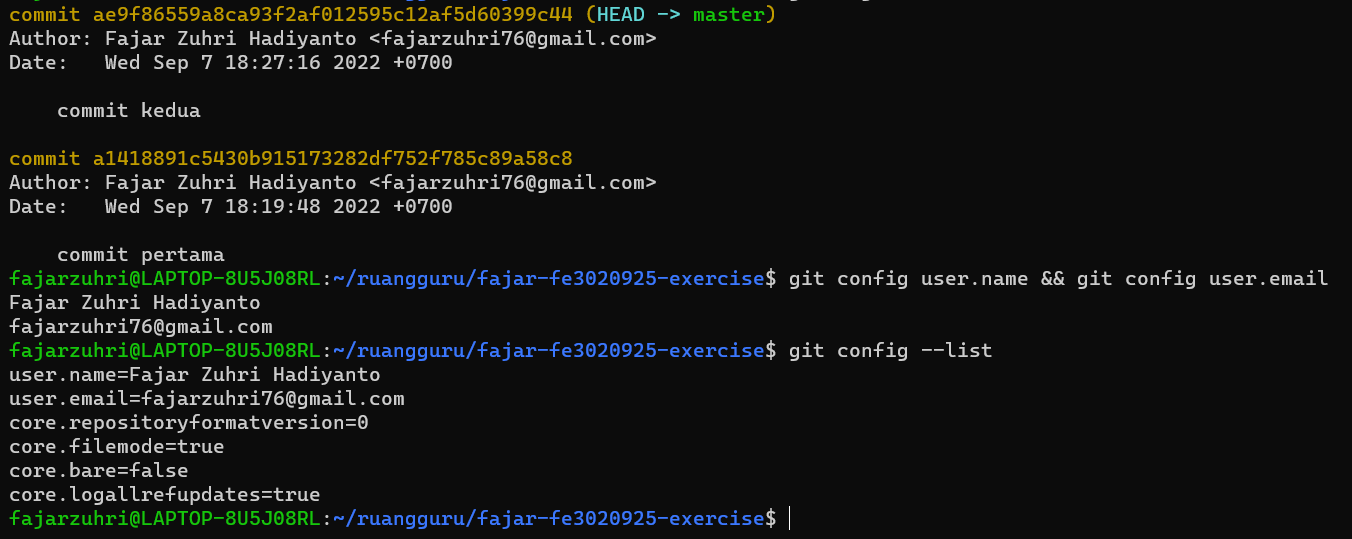 commit ae9f86559a8ca93f2af012595c12af5d60399c44 (HEAD -> master)
Author: Fajar Zuhri Hadiyanto <fajarzuhri76@gmail.com>
Date:   Wed Sep 7 18:27:16 2022 +0700
    commit kedua
commit a1418891c5430b915173282df752f785c89a58c8
Author: Fajar Zuhri Hadiyanto <fajarzuhri76@gmail.com>
Date:   Wed Sep 7 18:19:48 2022 +0700
    commit pertama
fajarzuhri@LAPTOP-8U5J08RL:~/ruangguru/fajar-fe3020925-exercise$ git config user.name && git config user.email
Fajar Zuhri Hadiyanto
fajarzuhri76@gmail.com
fajarzuhri@LAPTOP-8U5J08RL:~/ruangguru/fajar-fe3020925-exercise$ git config --list
user.name=Fajar Zuhri Hadiyanto
user.email=fajarzuhri76@gmail.com
core.repositoryformatversion=0
core.filemode=true
core.bare=false
core.logallrefupdates=true
fajarzuhri@LAPTOP-8U5J08RL:~/ruangguru/fajar-fe3020925-exercise$